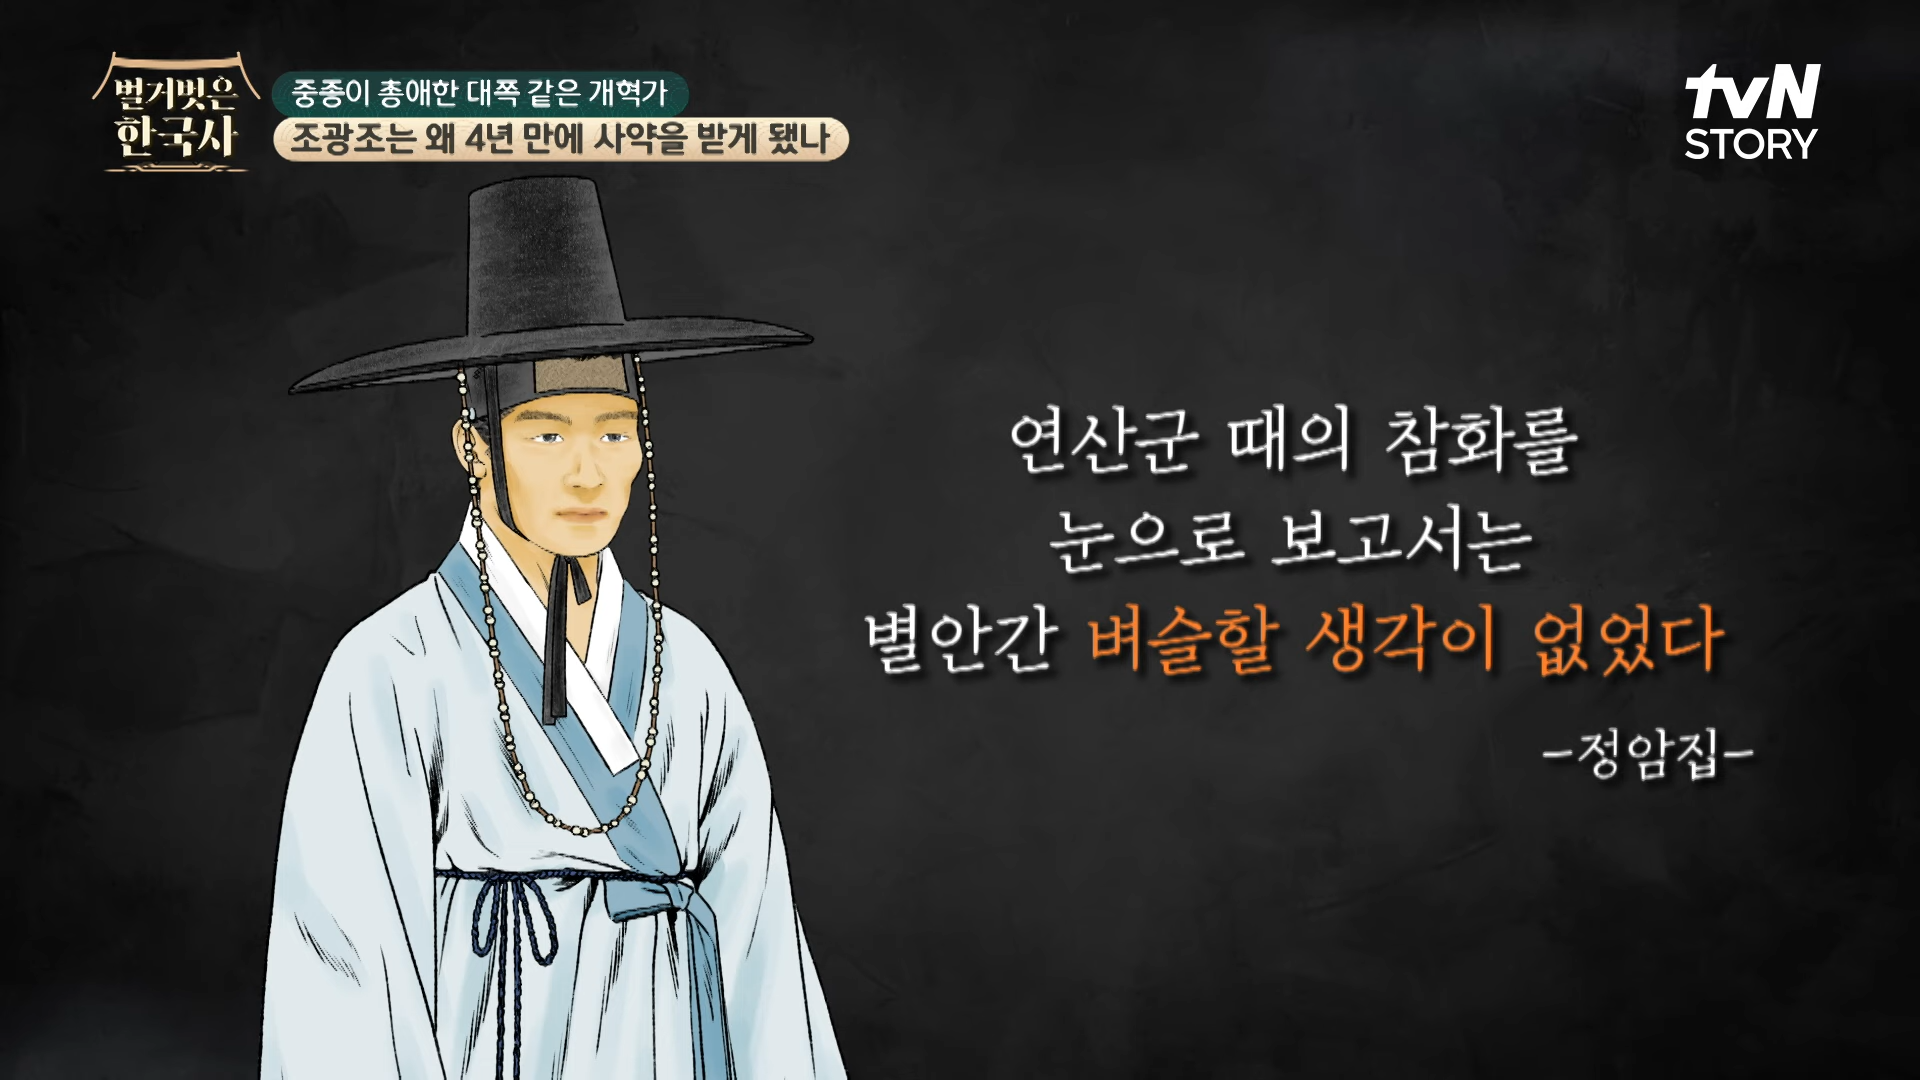 벌거벗은
한국사
중종이 총애한 대쪽 같은 개혁가
조광조는 왜 4년 만에 사약을 받게 됐나
tvN
STORY
연산군 때의 참화를
눈으로 보고서는
별안간 벼슬할 생각이 없었다
-정암집-